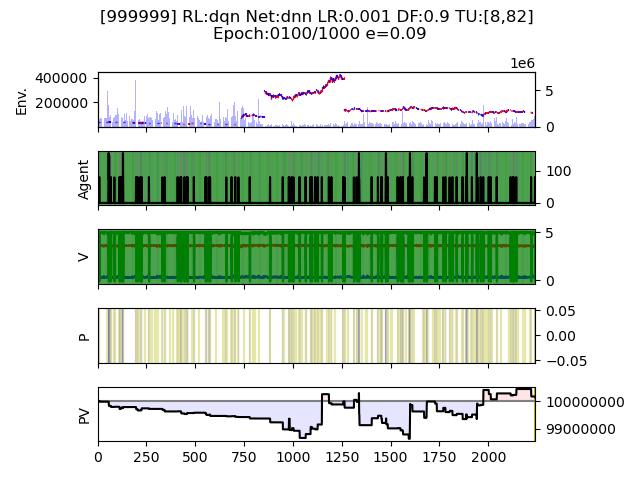 [999999] RL:dqn Net:dnn LR:0.001 DF:0.9 TU:[8,82]
Epoch:0100/1000 e=0.09
1e6
Env.
400000
200000
5
0
Agent
100
0
V
5
0
P
0.05
0.00
−0.05
PV
100000000
99000000
0 250 500 750 1000 1250 1500 1750 2000